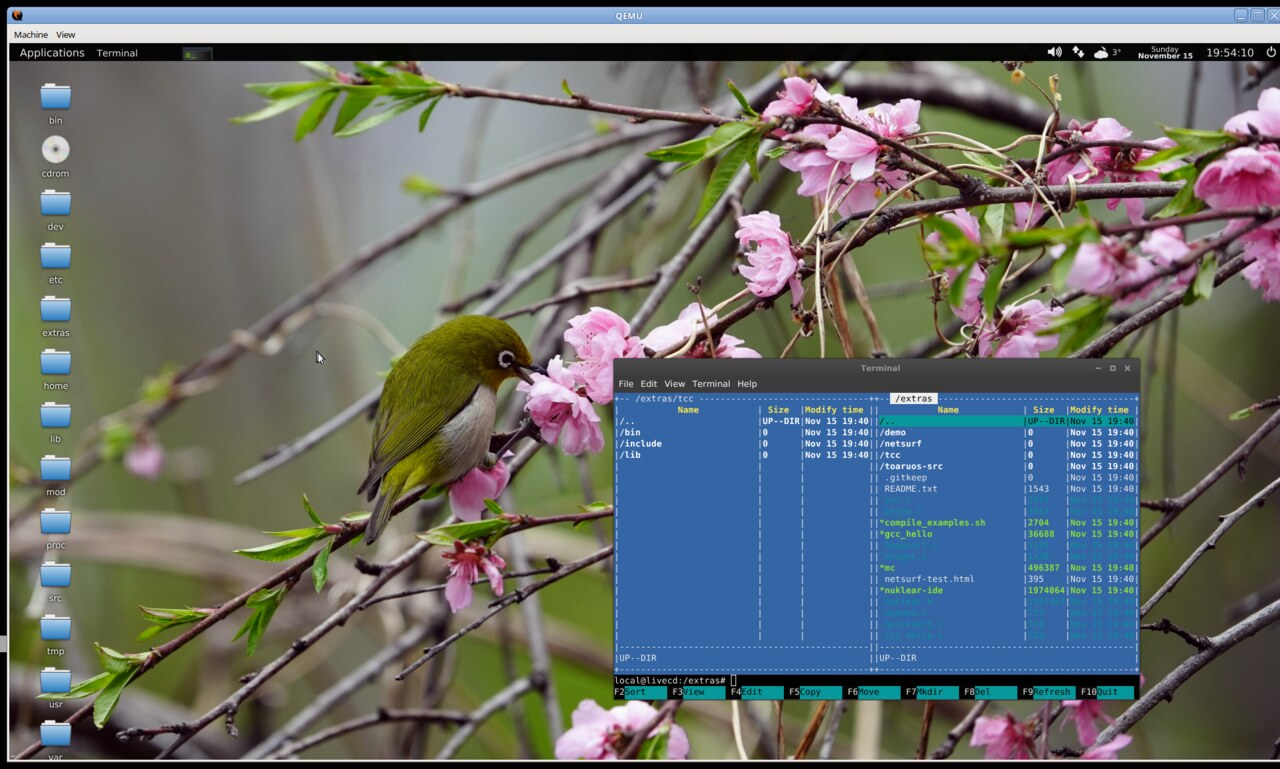 QEMU
Machine View
Applications Terminal 3° Sunday November 15 19:54:10
bin
cdrom
dev
etc
extras
home
lib
mod
proc
src
tmp
usr
var
Terminal
File Edit View Terminal Help
/extras/tcc /extras
Name Size Modify time Name Size Modify time
/.. UP--DIR Nov 15 19:40 /.. UP--DIR Nov 15 19:40
/bin 0 Nov 15 19:40 /demo 0 Nov 15 19:40
/include 0 Nov 15 19:40 /netsurf 0 Nov 15 19:40
/lib 0 Nov 15 19:40 /tcc 0 Nov 15 19:40
/toaruos-src 0 Nov 15 19:40
.gitkeep 0 Nov 15 19:40
README.txt 1543 Nov 15 19:40
*compile_examples.sh 2704 Nov 15 19:40
*gcc_hello 36688 Nov 15 19:40
*mc 496387 Nov 15 19:40
netsurf-test.html 395 Nov 15 19:40
*nuklear-ide 1974064 Nov 15 19:40
quicksort.c
tcc_hello.c
UP--DIR UP--DIR
local@livecd:/extras#
F2Sort F3View F4Edit F5Copy F6Move F7Mkdir F8Del F9Refresh F10Quit